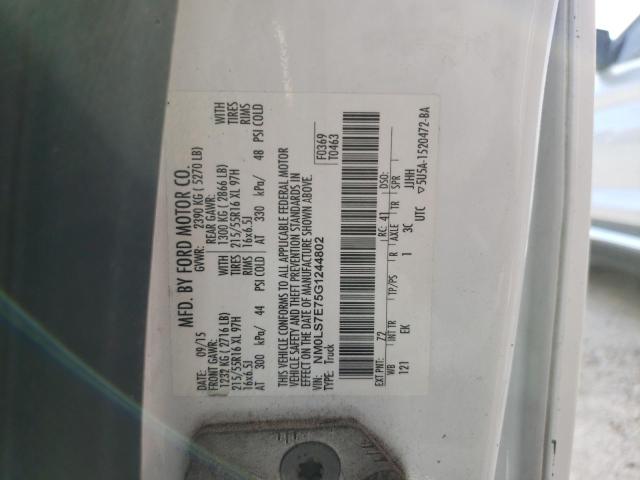 MFD. BY FORD MOTOR CO.
DATE: 09/15 GVWR: 2390 KG ( 5270 LB)
FRONT GAWR: REAR GAWR: WITH
1232 KG ( 2716 LB) 1300 KG ( 2866 LB) TIRES
215/55R16 XL 97H WITH TIRES 215/55R16 XL 97H RIMS
16x6.5J RIMS 16x6.5J
AT 300 kPa/ 44 PSI COLD AT 330 kPa/ 48 PSI COLD
THIS VEHICLE CONFORMS TO ALL APPLICABLE FEDERAL MOTOR
VEHICLE SAFETY AND THEFT PREVENTION STANDARDS IN
EFFECT ON THE DATE OF MANUFACTURE SHOWN ABOVE.
VIN: NM0LS7E75G1244802 F0369
TYPE: Truck T0463
EXT PNT: Z2 RC: 41 DSO:
WB INT TR TP/PS R AXLE TR SPR
121 EK 1 3C JJHH
UTC 5U5A-1520472-BA